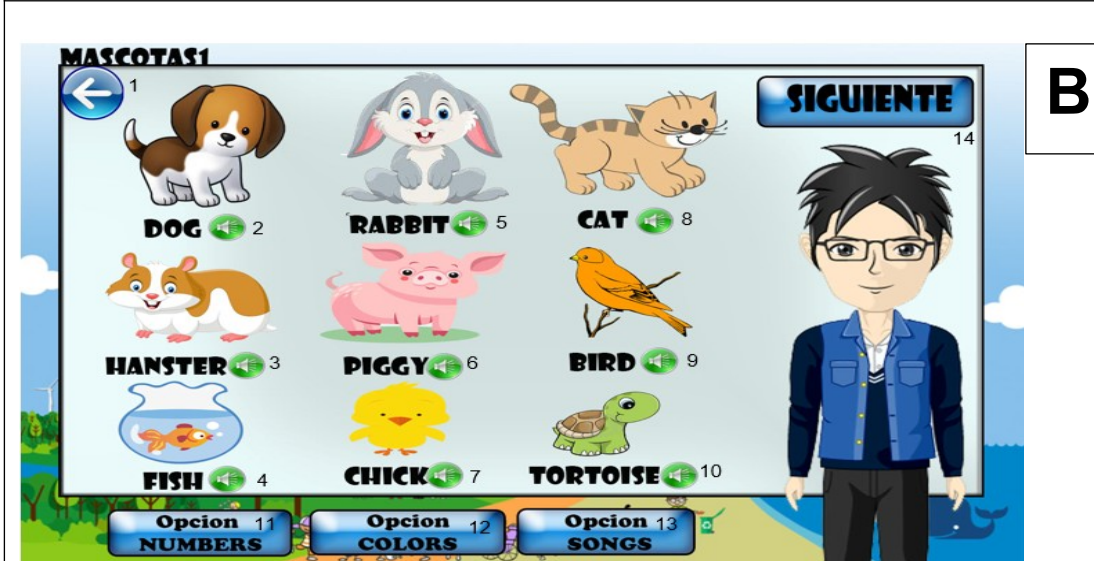 MASCOTAS1
B
1
SIGUIENTE
14
DOG 2
RABBIT 5
CAT 8
HANSTER 3
PIGGY 6
BIRD 9
FISH 4
CHICK 7
TORTOISE 10
Opcion 11
NUMBERS
Opcion 12
COLORS
Opcion 13
SONGS